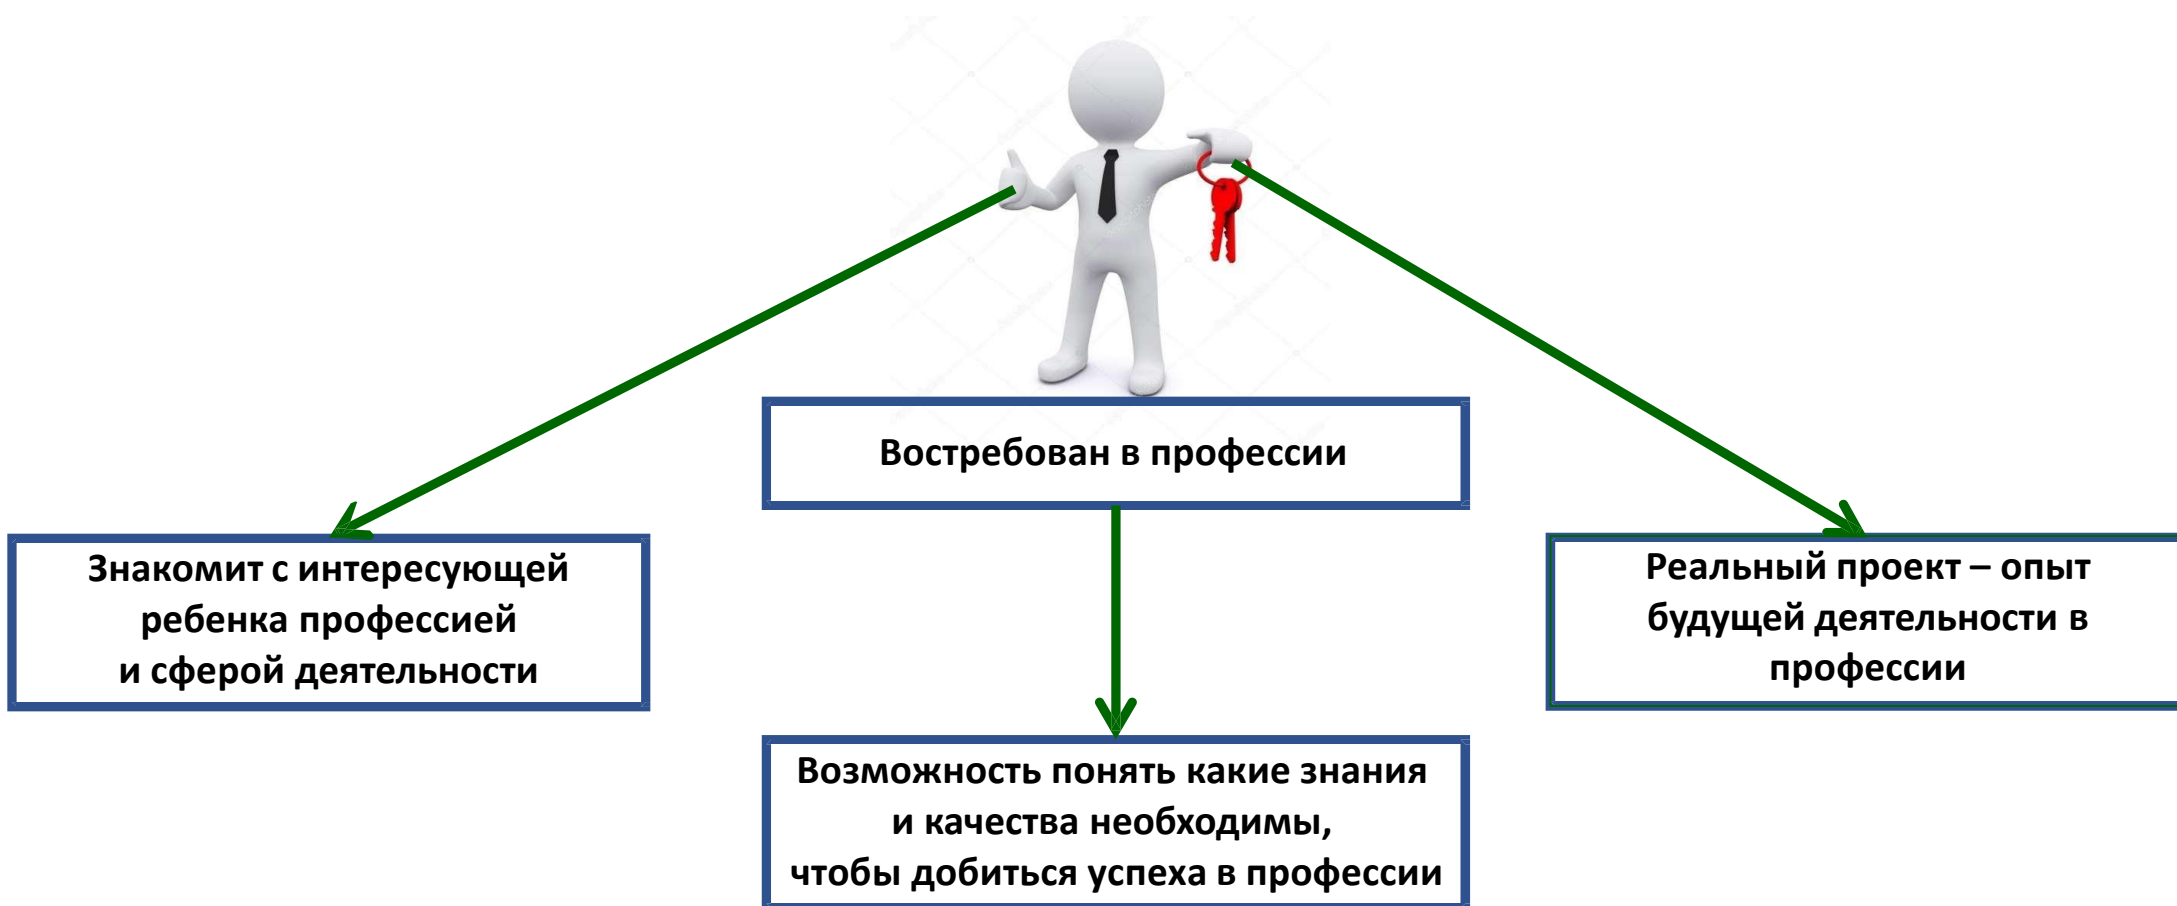 Востребован в профессии
Знакомит с интересующей
ребенка профессией
и сферой деятельности
Реальный проект – опыт
будущей деятельности в
профессии
Возможность понять какие знания
и качества необходимы,
чтобы добиться успеха в профессии